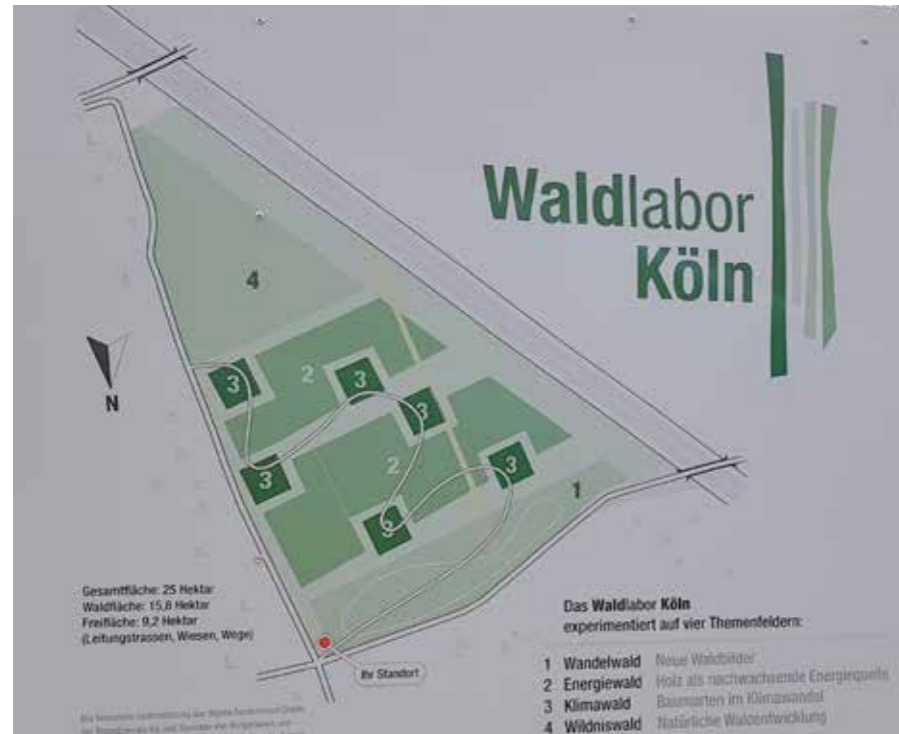 Waldlabor
Köln
4
3
2
3
3
N
2
3
3
1
3
Gesamtfläche: 25 Hektar
Waldfläche: 15,8 Hektar
Freifläche: 9,2 Hektar
(Leitungstrassen, Wiesen, Wege)
Ihr Standort
Das Waldlabor Köln
experimentiert auf vier Themenfeldern:
1 Wandelwald Neue Waldbilder
2 Energiewald Holz als nachwachsende Energiequelle
3 Klimawald Baumarten im Klimawandel
4 Wildniswald Natürliche Waldentwicklung